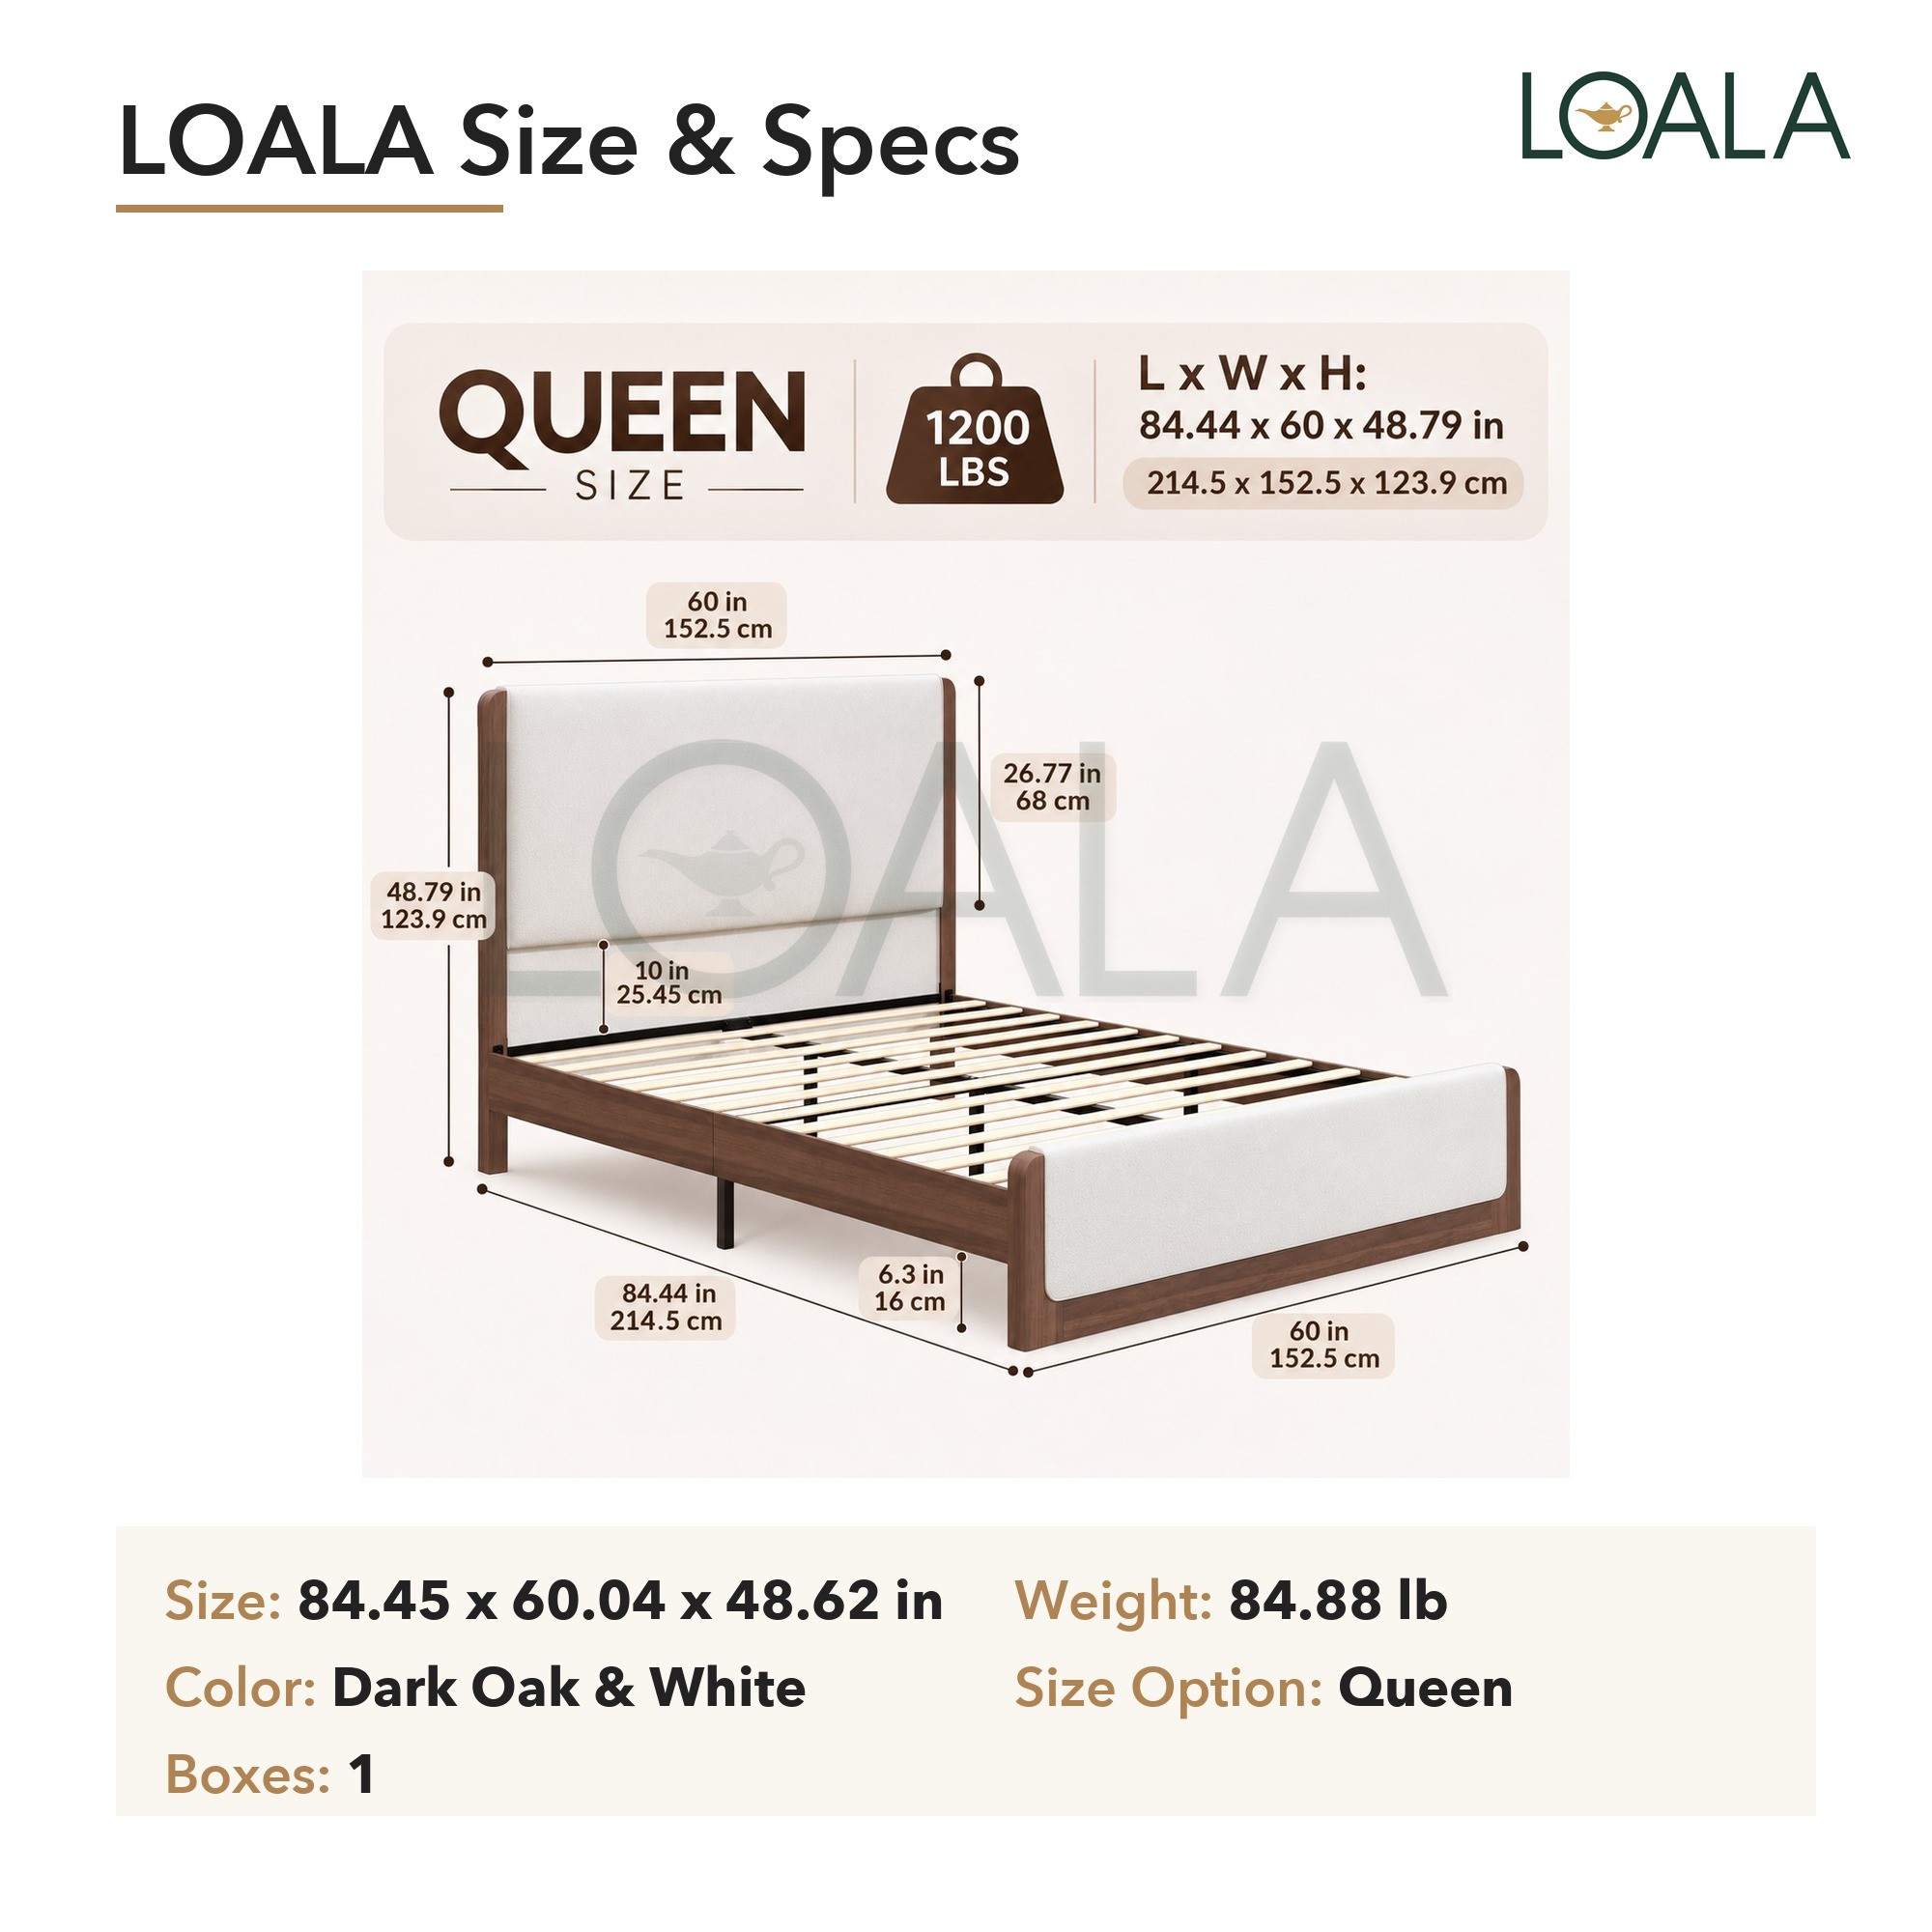 LOALA Size & Specs
LOALA
QUEEN
SIZE
1200
LBS
L x W x H:
84.44 x 60 x 48.79 in
214.5 x 152.5 x 123.9 cm
60 in
152.5 cm
26.77 in
68 cm
48.79 in
123.9 cm
LOALA
10 in
25.45 cm
84.44 in
214.5 cm
6.3 in
16 cm
60 in
152.5 cm
Size: 84.45 x 60.04 x 48.62 in
Weight: 84.88 lb
Color: Dark Oak & White
Size Option: Queen
Boxes: 1